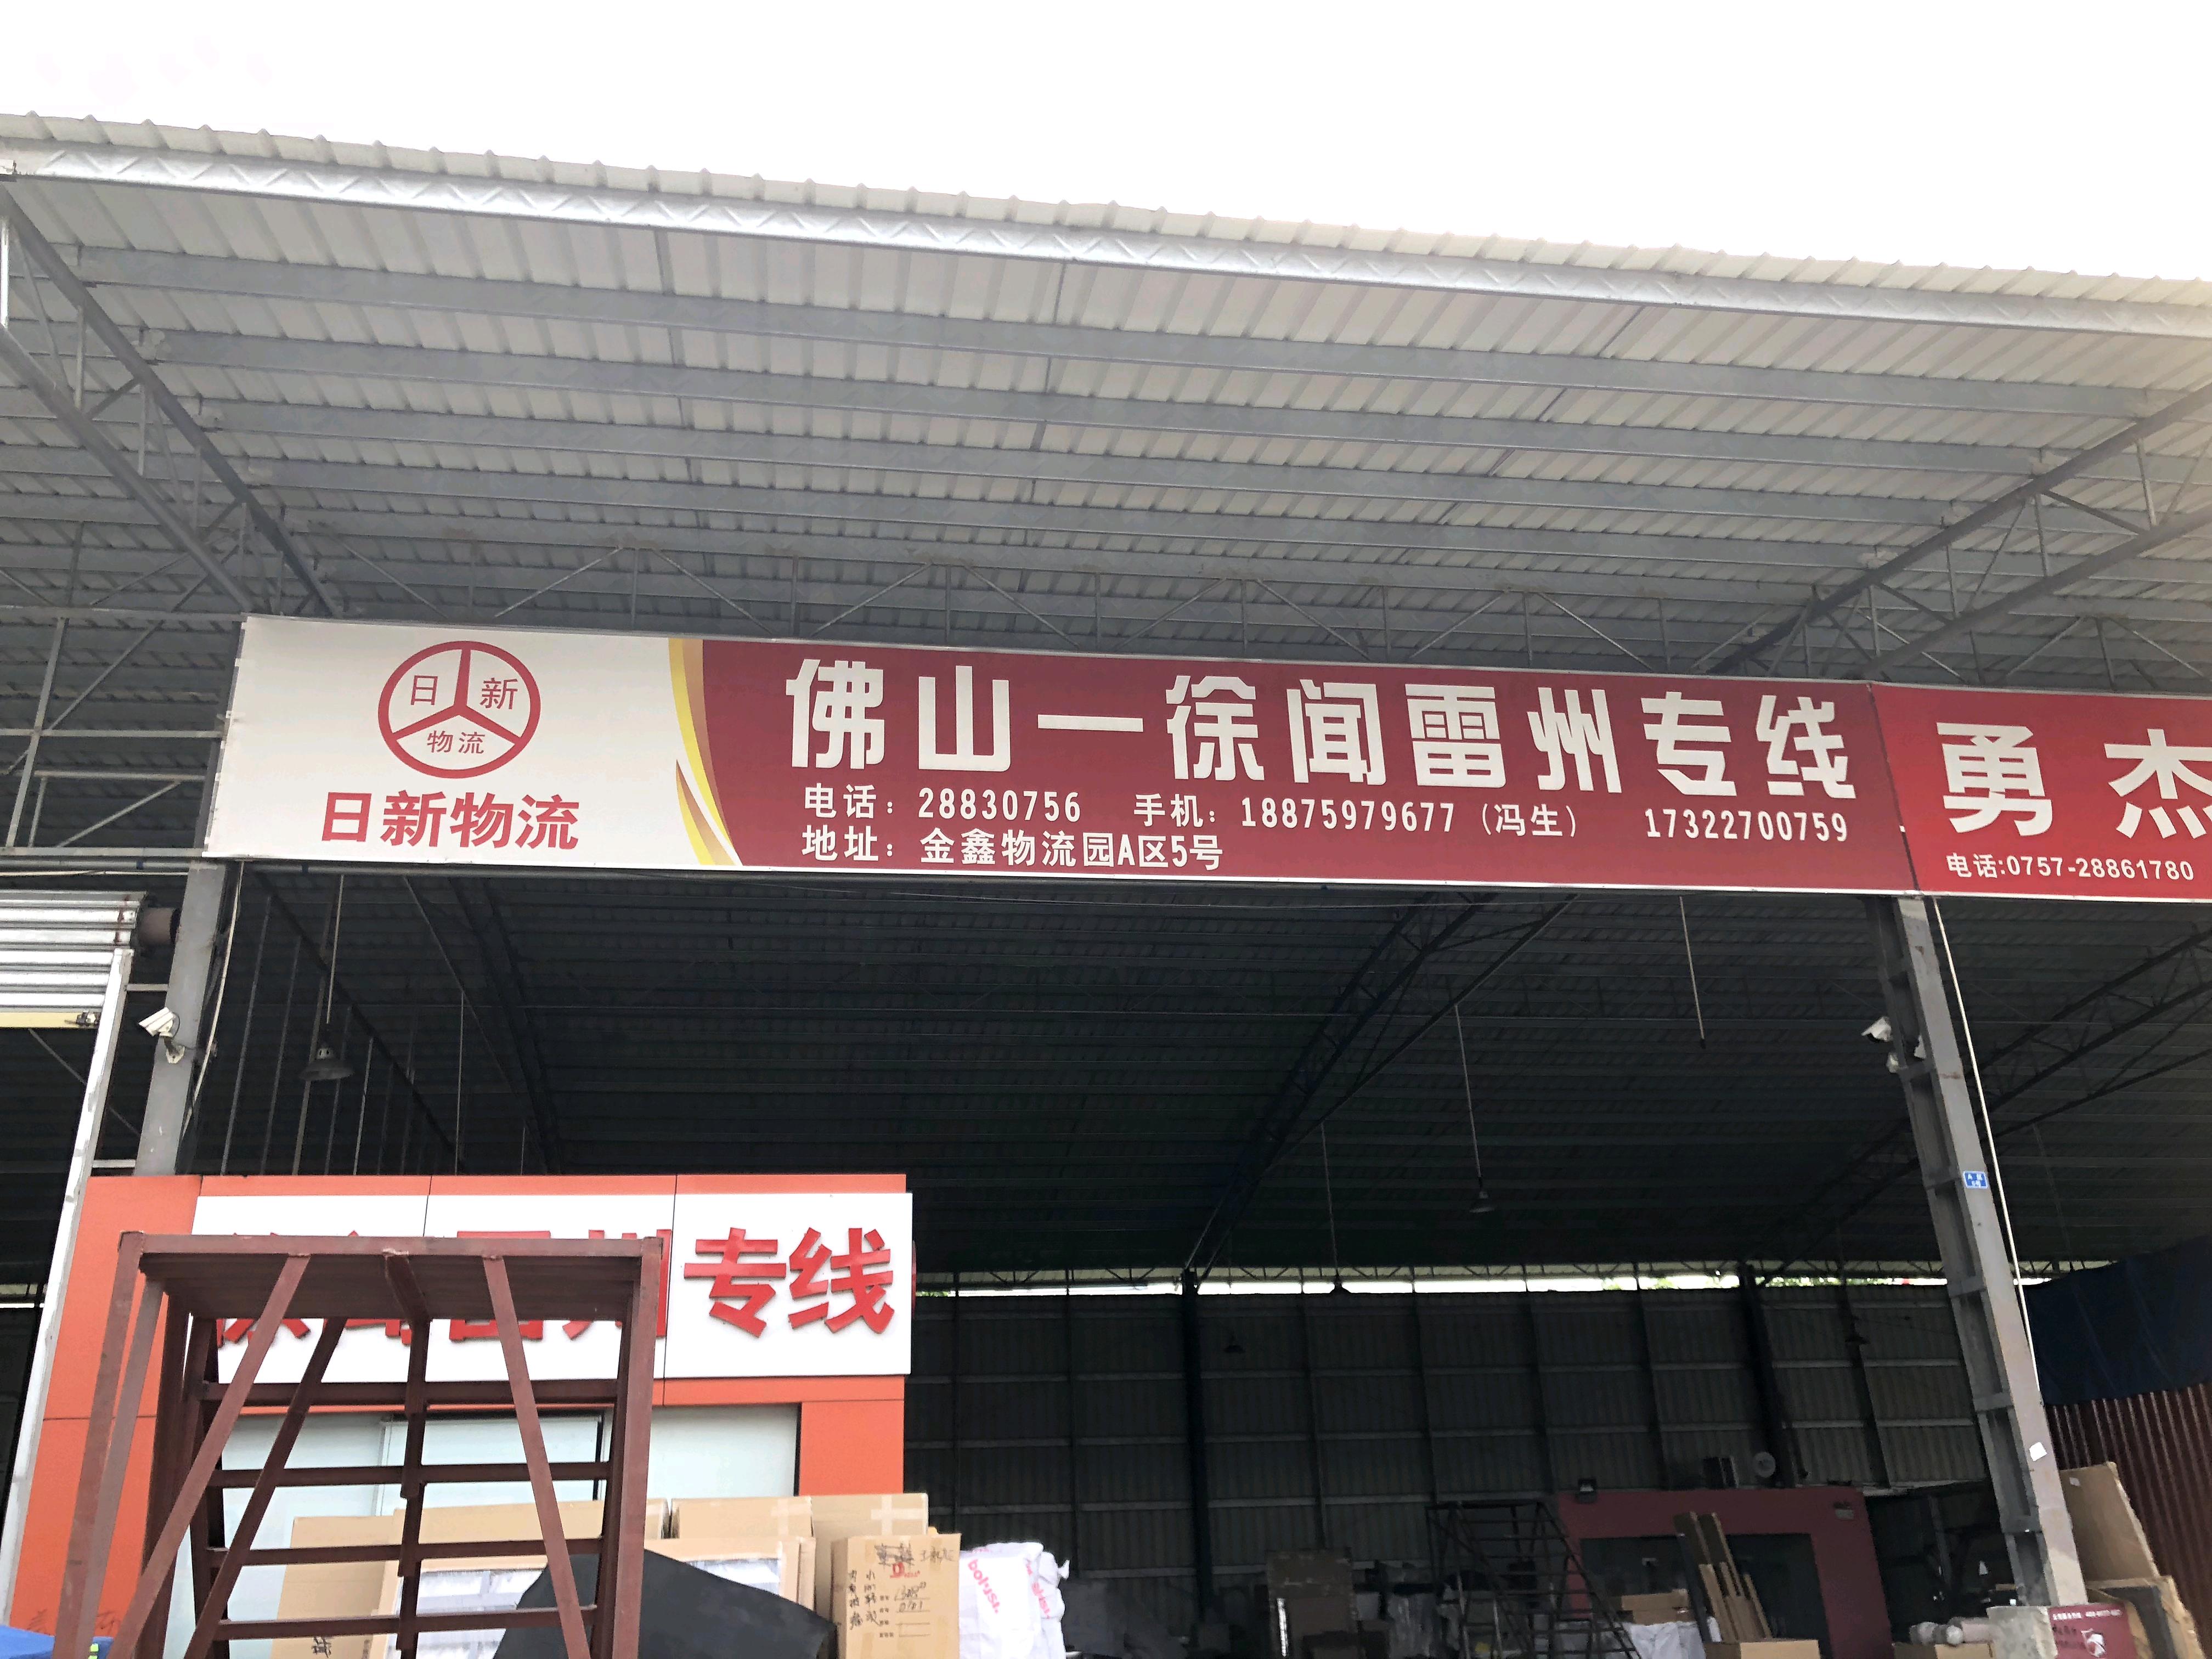 日 新
物流
日新物流
佛山一徐闻雷州专线
电话：28830756 手机：18875979677（冯生） 17322700759
地址：金鑫物流园A区5号
勇杰
电话:0757-28861780
专线